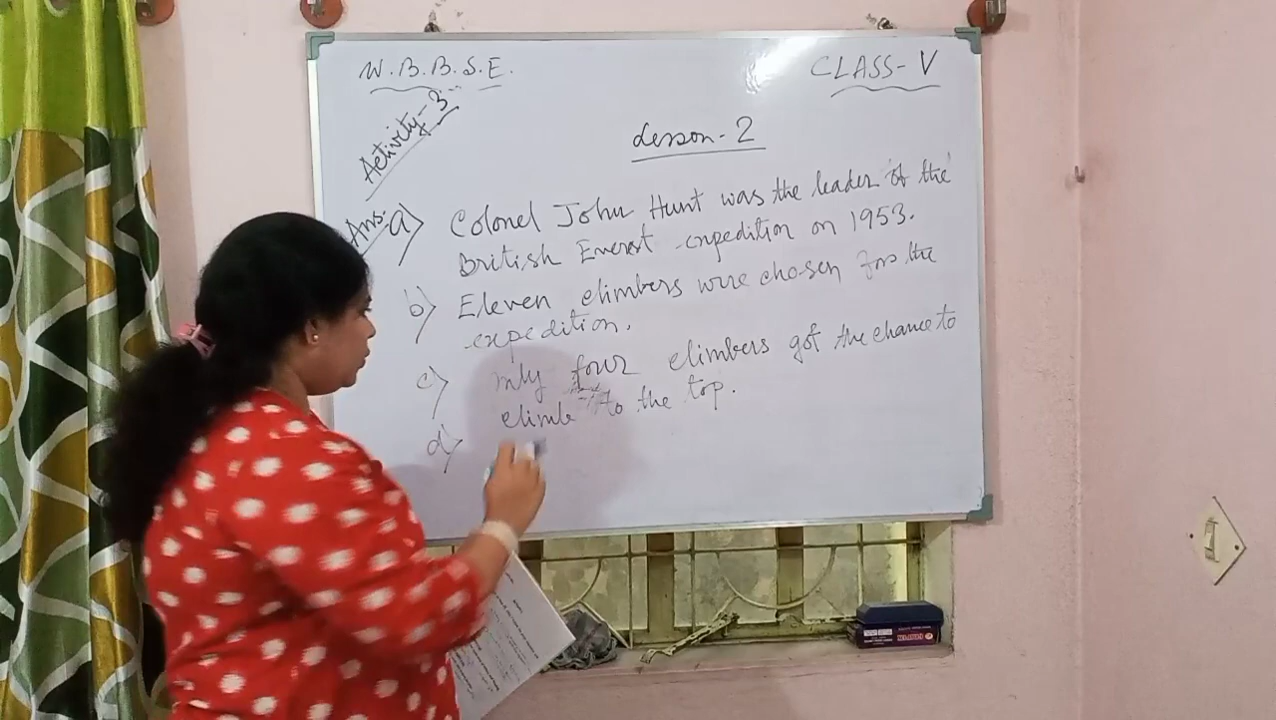 W.B.B.S.E.
CLASS-V
Activity-3
Lesson-2
Ans. a) Colonel John Hunt was the leader of the
British Everest expedition on 1953.
b) Eleven climbers were chosen for the
expedition.
c) only four climbers got the chance to
climb to the top.
d)